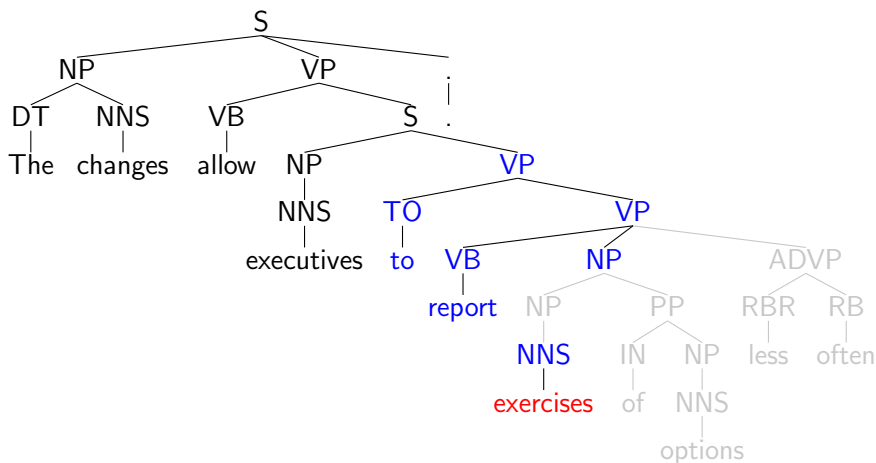 S
NP VP .
DT NNS VB S .
The changes allow NP VP
NNS TO VP
executives to VB NP ADVP
report NP PP RBR RB
NNS IN NP less often
exercises of NNS
options